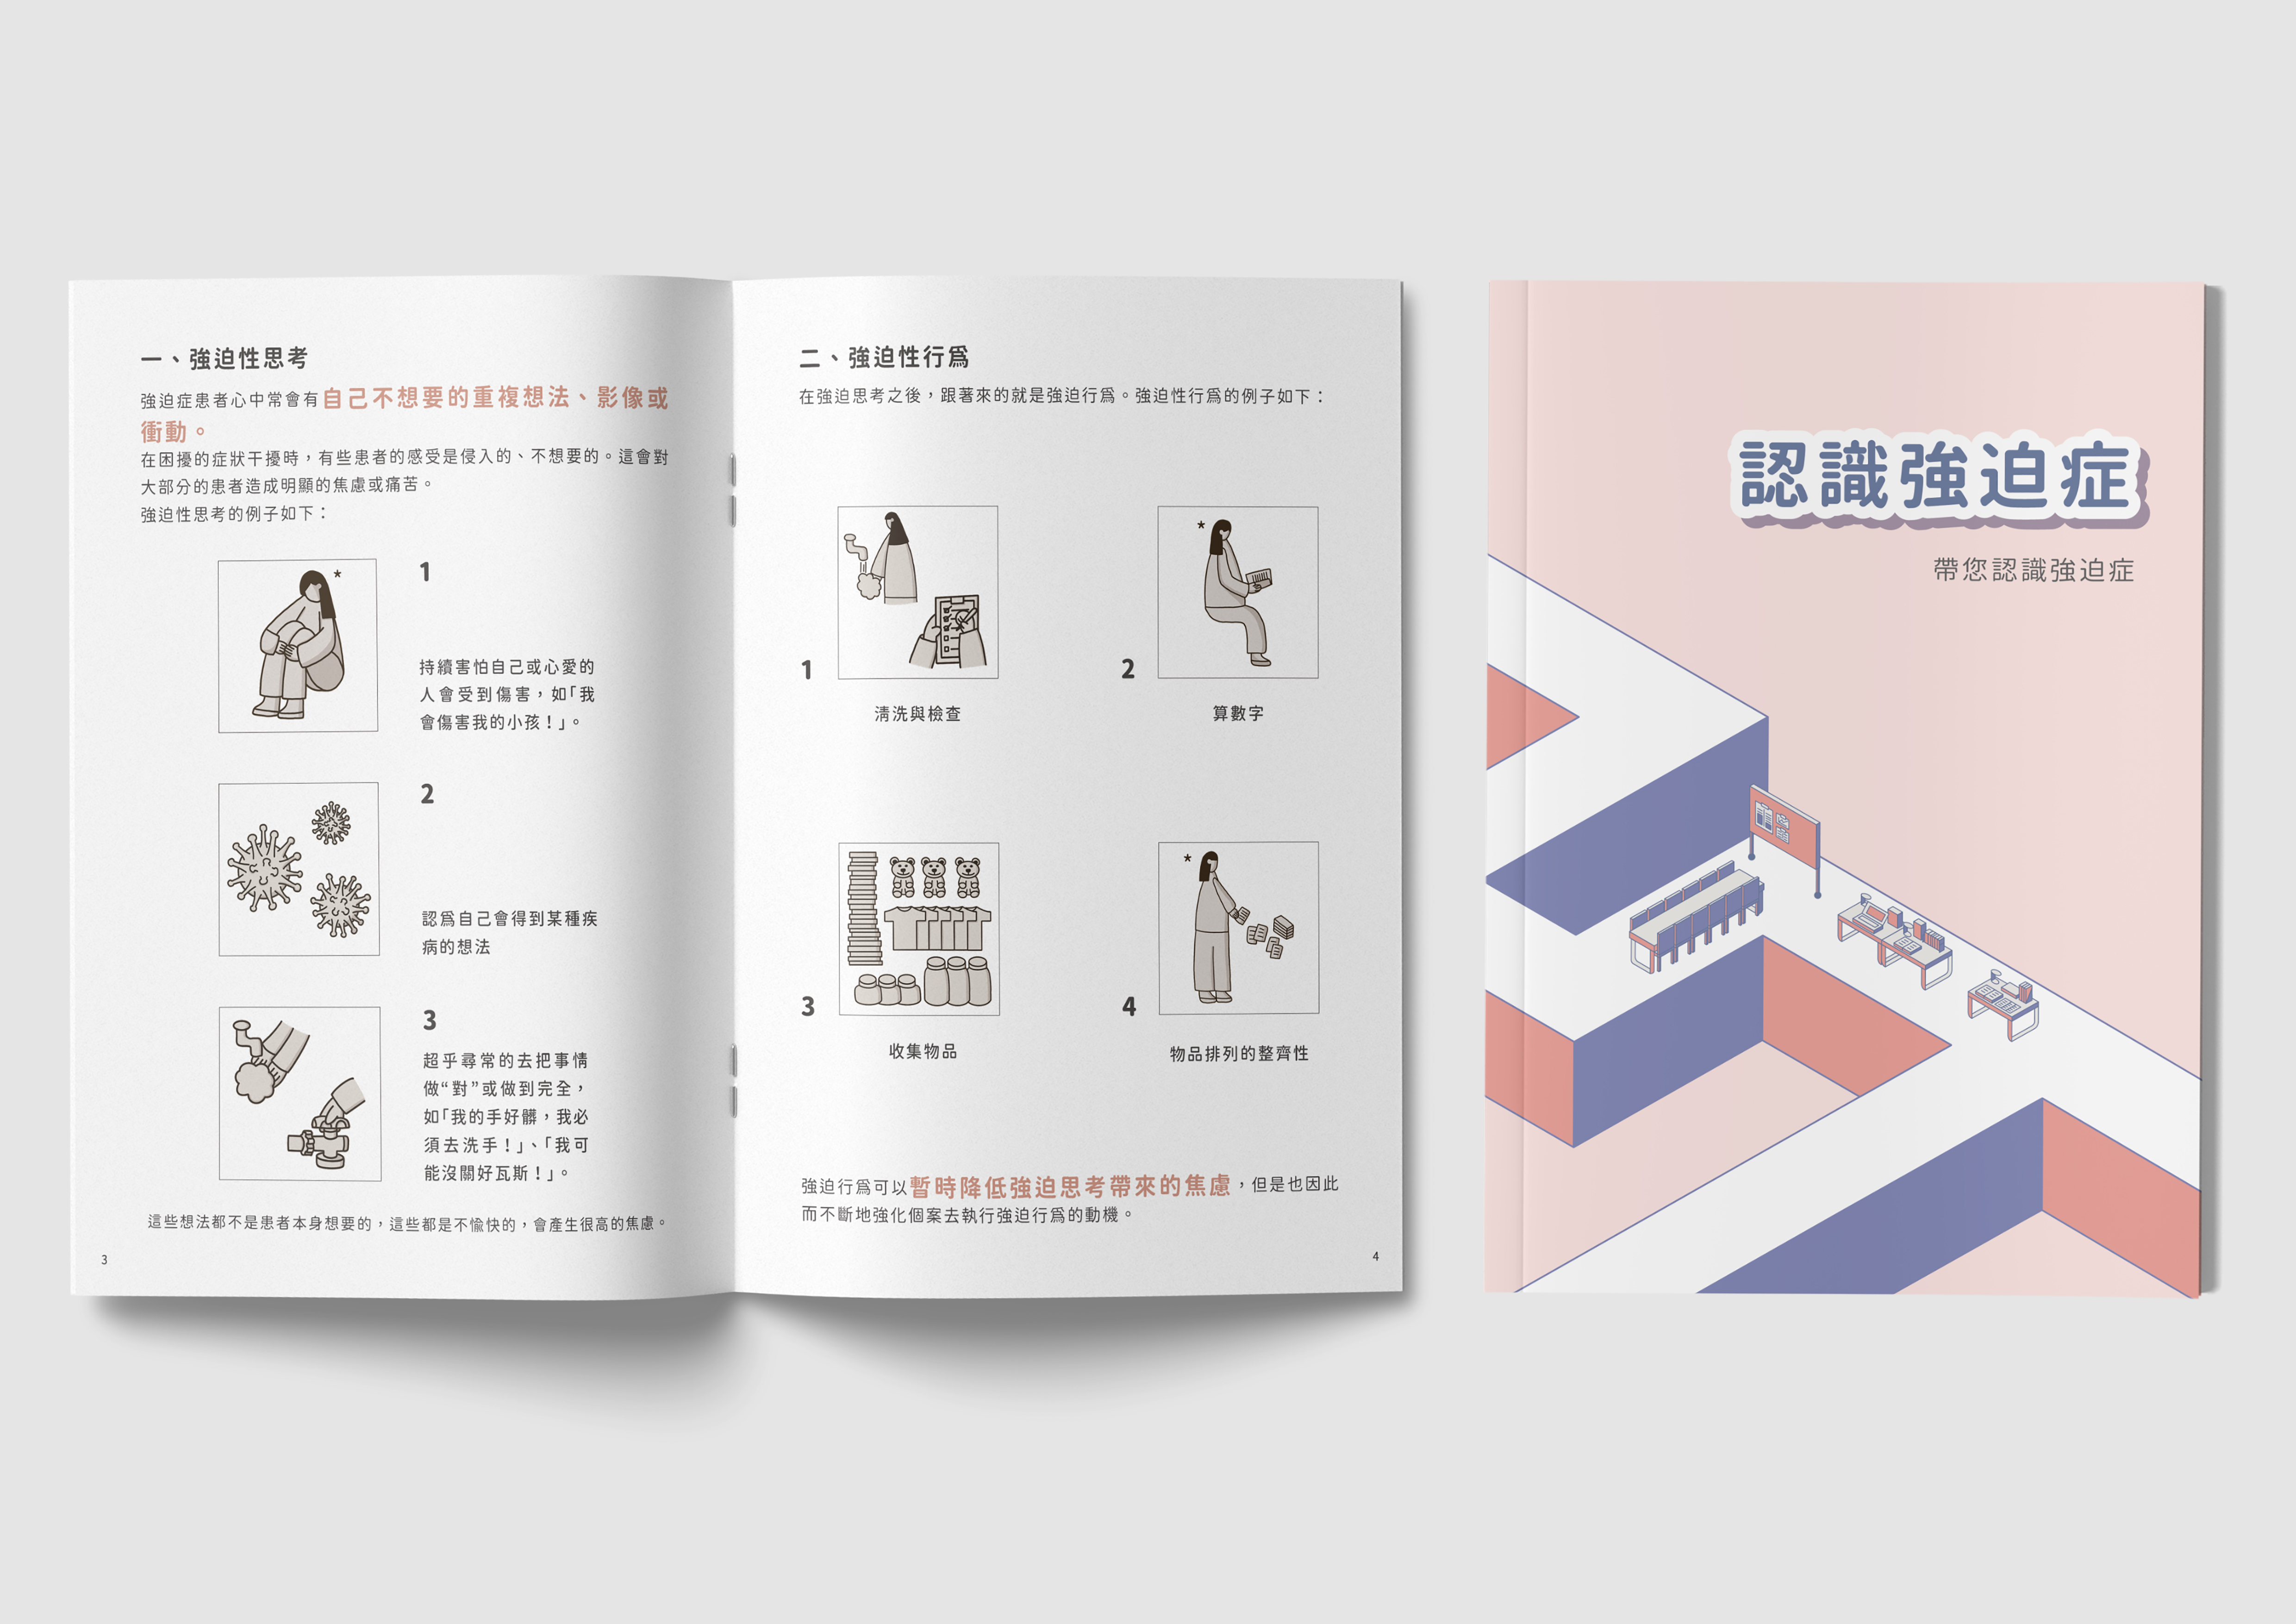 一、強迫性思考
強迫症患者心中常會有自己不想要的重複想法、影像或
衝動。
在困擾的症狀干擾時，有些患者的感受是侵入的、不想要的。這會對
大部分的患者造成明顯的焦慮或痛苦。
強迫性思考的例子如下：
1
持續害怕自己或心愛的
人會受到傷害，如「我
會傷害我的小孩！」。
2
認爲自己會得到某種疾
病的想法
3
超乎尋常的去把事情
做“對”或做到完全，
如「我的手好髒，我必
須去洗手！」、「我可
能沒關好瓦斯！」。
這些想法都不是患者本身想要的，這些都是不愉快的，會產生很高的焦慮。
3
二、強迫性行爲
在強迫思考之後，跟著來的就是強迫行爲。強迫性行爲的例子如下：
1
清洗與檢查
2
算數字
3
收集物品
4
物品排列的整齊性
強迫行爲可以暫時降低強迫思考帶來的焦慮，但是也因此
而不斷地強化個案去執行強迫行爲的動機。
4
認識強迫症
帶您認識強迫症